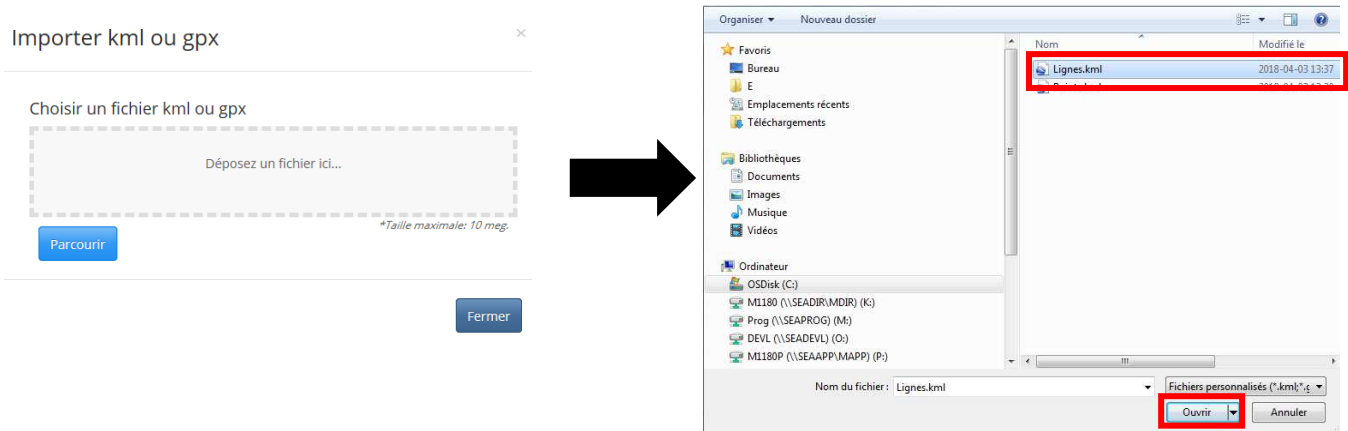 Importer kml ou gpx
×
Choisir un fichier kml ou gpx
Déposez un fichier ici...
*Taille maximale: 10 meg.
Parcourir
Fermer
Organiser Nouveau dossier
Favoris
Bureau
E
Emplacements récents
Téléchargements
Bibliothèques
Documents
Images
Musique
Vidéos
Ordinateur
OSDisk (C:)
M1180 (\\SEADIR\MDIR) (K:)
Prog (\\SEAPROG) (M:)
DEVL (\\SEADEVL) (O:)
M1180P (\\SEAAPP\MAPP) (P:)
Nom Modifié le
Lignes.kml 2018-04-03 13:37
Nom du fichier: Lignes.kml Fichiers personnalisés (*.kml;*.g
Ouvrir Annuler